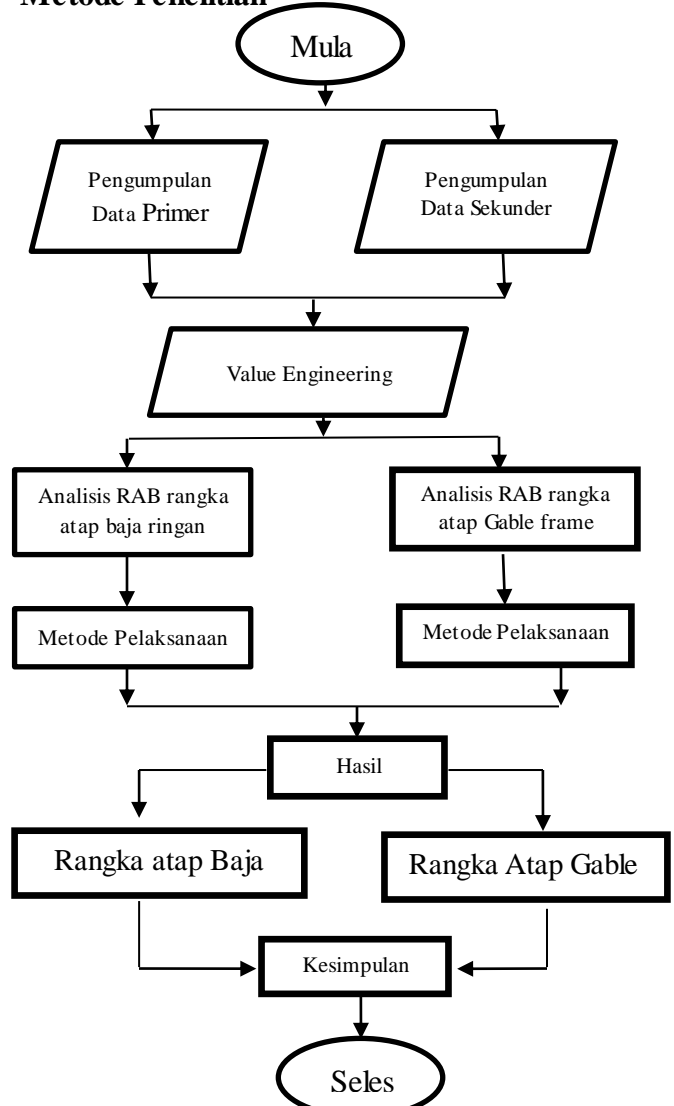 Metode Penelitian
Mula
Pengumpulan
Data Primer
Pengumpulan
Data Sekunder
Value Engineering
Analisis RAB rangka
atap baja ringan
Analisis RAB rangka
atap Gable frame
Metode Pelaksanaan
Metode Pelaksanaan
Hasil
Rangka atap Baja
Rangka Atap Gable
Kesimpulan
Seles